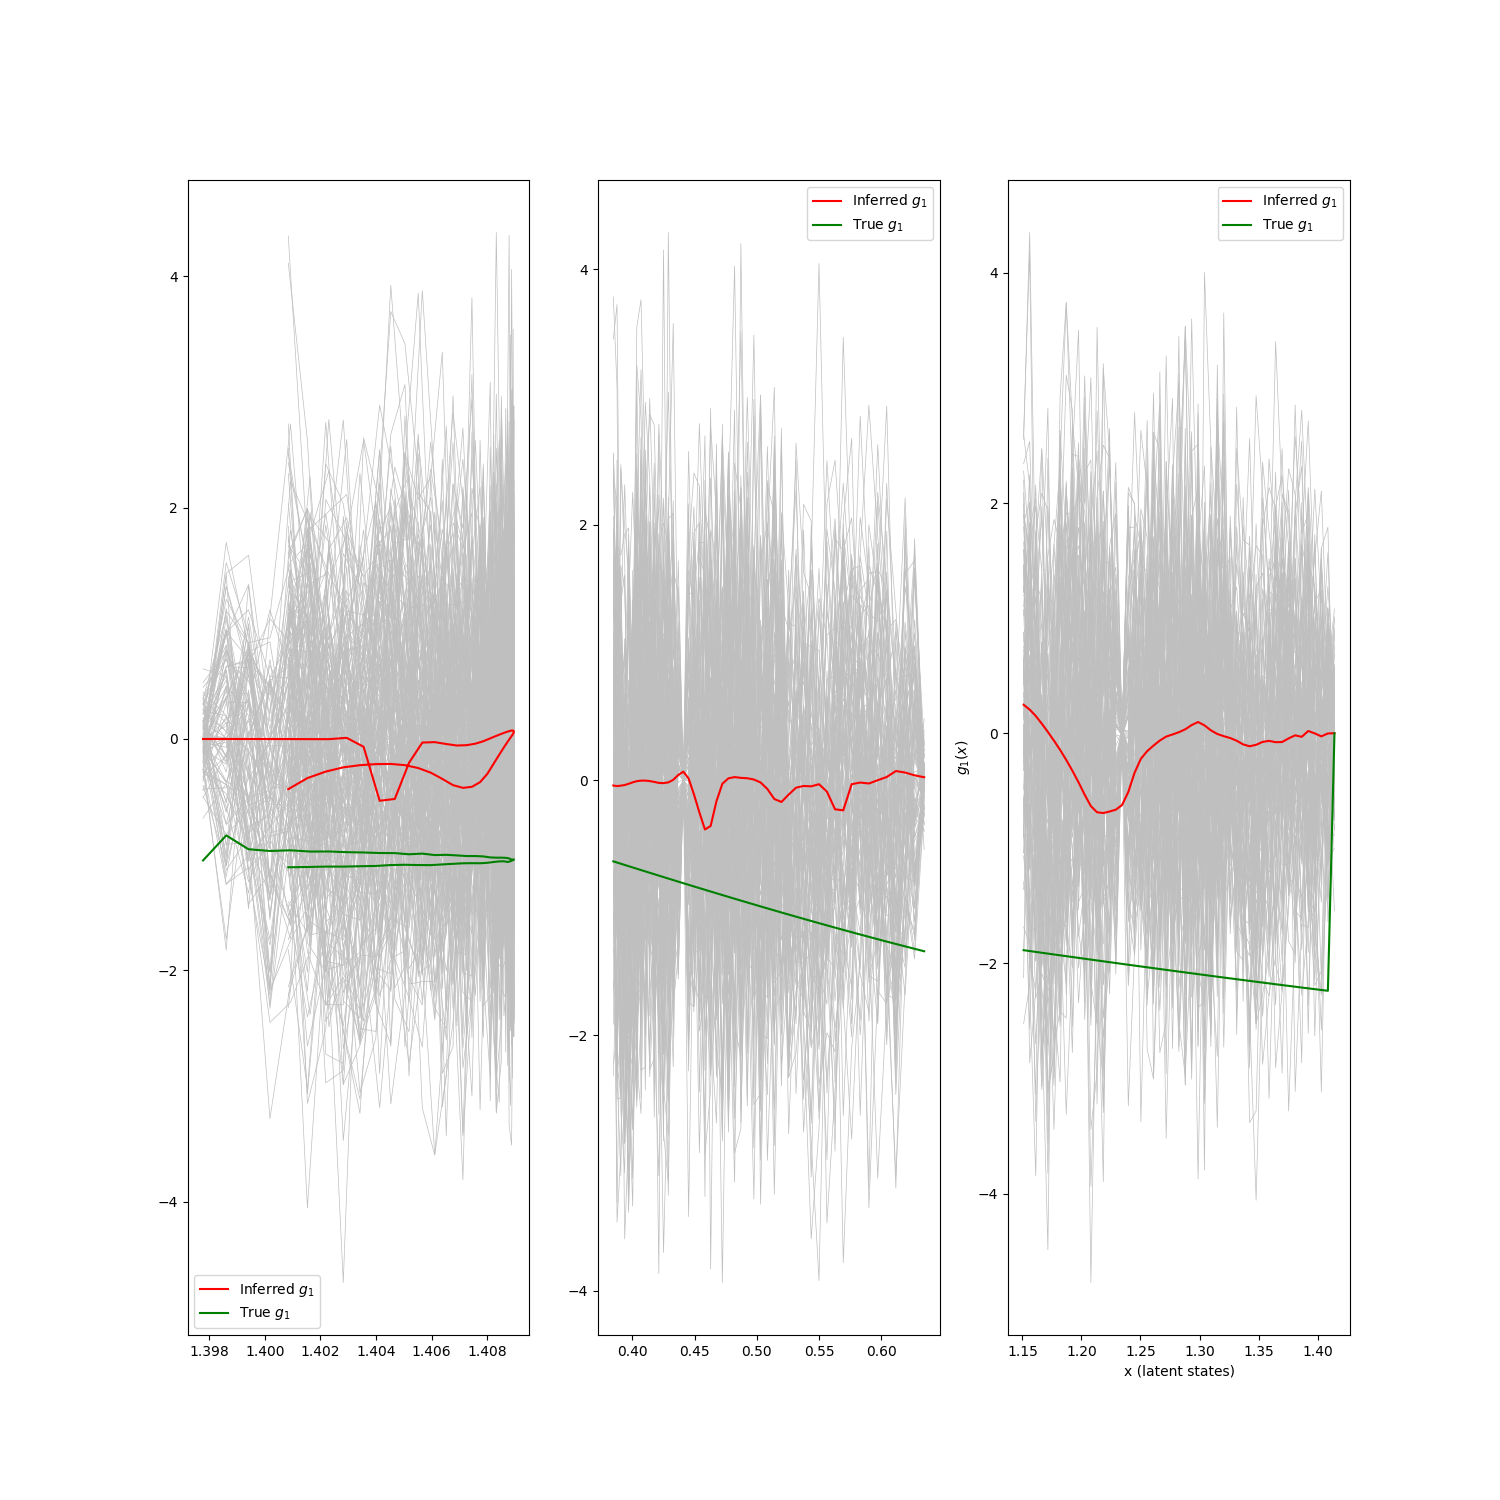 Inferred g₁
True g₁
4
2
0
−2
−4
1.398 1.400 1.402 1.404 1.406 1.408
Inferred g₁
True g₁
4
2
0
−2
−4
0.40 0.45 0.50 0.55 0.60
Inferred g₁
True g₁
g₁(x)
4
2
0
−2
−4
1.15 1.20 1.25 1.30 1.35 1.40
x (latent states)